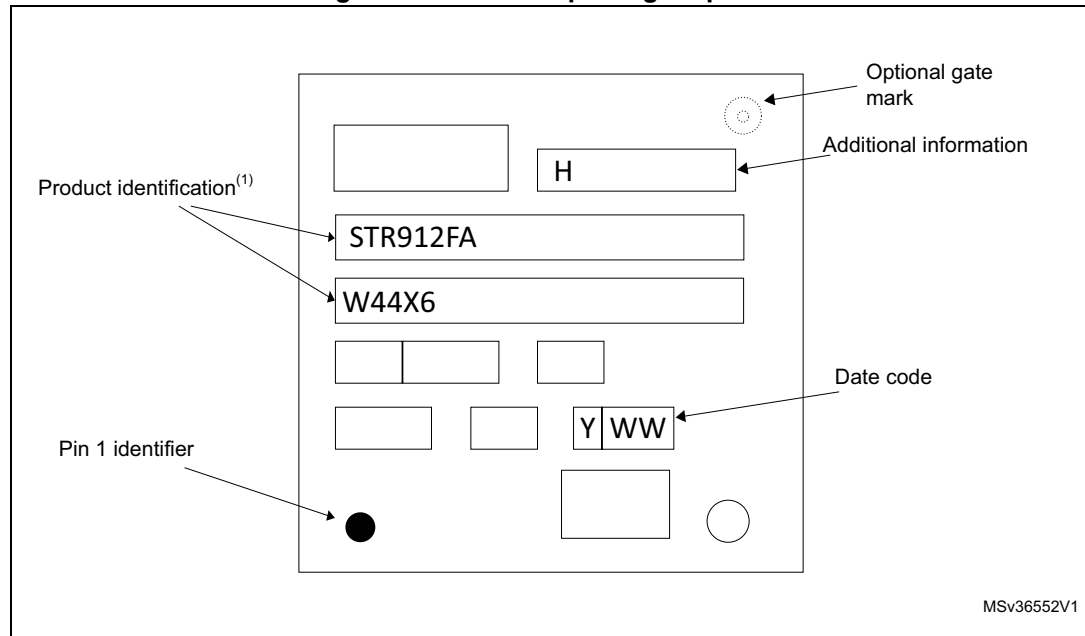 Optional gate
mark
Additional information
H
Product identification(1)
STR912FA
W44X6
Date code
Y WW
Pin 1 identifier
MSv36552V1